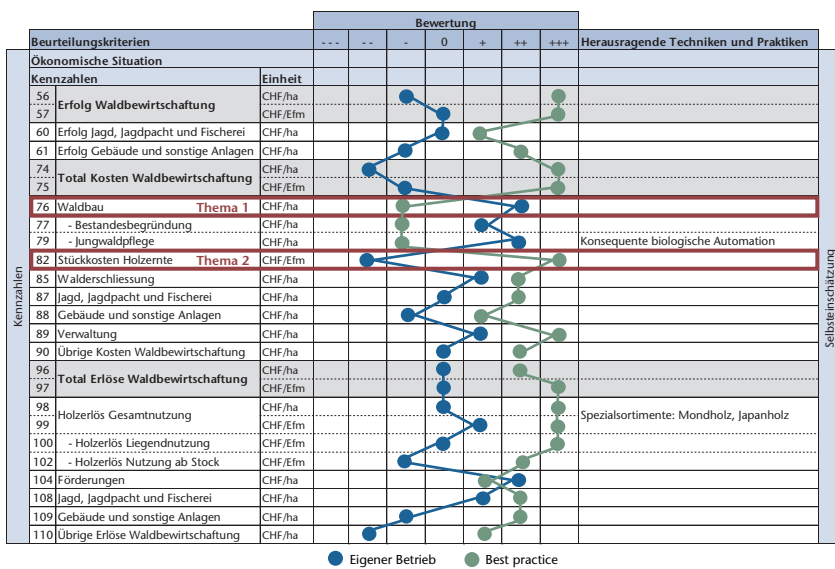 Bewertung
Beurteilungskriterien - - - - - - 0 + ++ +++ Herausragende Techniken und Praktiken
Ökonomische Situation
Kennzahlen Einheit
56 Erfolg Waldbewirtschaftung CHF/ha
57 CHF/Efm
60 Erfolg Jagd, Jagdpacht und Fischerei CHF/ha
61 Erfolg Gebäude und sonstige Anlagen CHF/ha
74 Total Kosten Waldbewirtschaftung CHF/ha
75 CHF/Efm
76 Waldbau Thema 1 CHF/ha
77 - Bestandesbegründung CHF/ha
79 - Jungwaldpflege CHF/ha Konsequente biologische Automation
82 Stückkosten Holzernte Thema 2 CHF/Efm
85 Walderschliessung CHF/ha
87 Jagd, Jagdpacht und Fischerei CHF/ha
88 Gebäude und sonstige Anlagen CHF/ha
89 Verwaltung CHF/ha
90 Übrige Kosten Waldbewirtschaftung CHF/ha
96 Total Erlöse Waldbewirtschaftung CHF/ha
97 CHF/Efm
98 Holzerlös Gesamtnutzung CHF/ha
99 CHF/Efm Spezialsortimente: Mondholz, Japanholz
100 - Holzerlös Liegendnutzung CHF/Efm
102 - Holzerlös Nutzung ab Stock CHF/Efm
104 Förderungen CHF/ha
108 Jagd, Jagdpacht und Fischerei CHF/ha
109 Gebäude und sonstige Anlagen CHF/ha
110 Übrige Erlöse Waldbewirtschaftung CHF/ha
Kennzahlen
Selbsteinschätzung
Eigener Betrieb Best practice